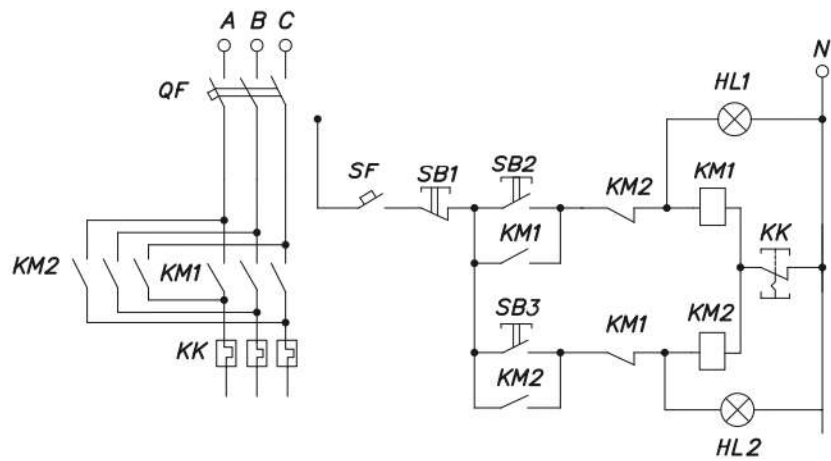 A B C
N
QF
HL1
SF SB1 SB2 KM2 KM1
KM1 KK
KM2 KM1
SB3 KM1 KM2
KK
KM2
HL2